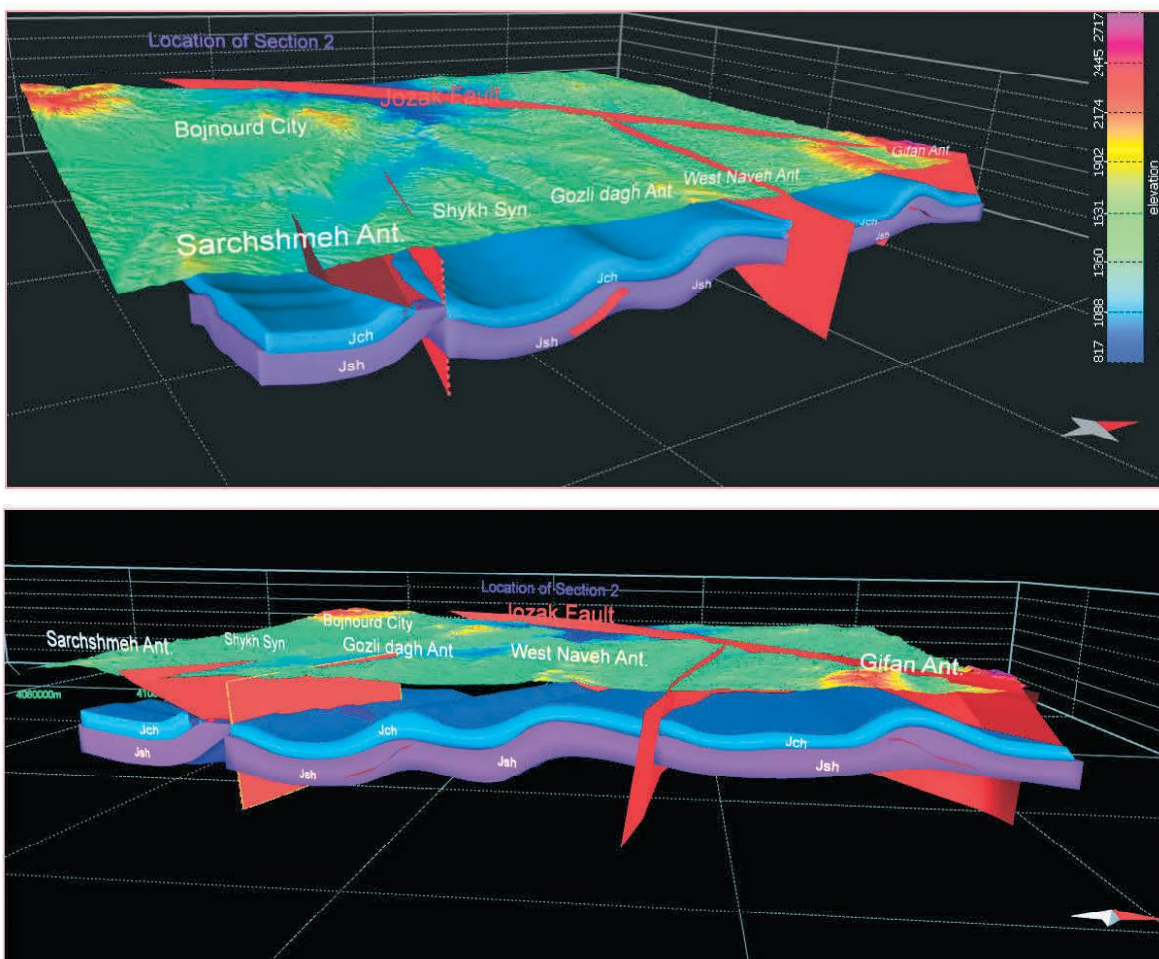 Location of Section 2
Jozak Fault
Bojnourd City
Gifan Ant
West Naveh Ant.
Gozli dagh Ant.
Shykh Syn.
Sarchshmeh Ant.
Jch
Jsh
Jch
Jsh
Jsh
Jch
Jsh
2717
2445
2174
1902
1531
1360
1088
817
elevation
Location of Section 2
Jozak Fault
Bojnourd City
Sarchshmeh Ant.
Shykh Syn
Gozli dagh Ant
West Naveh Ant.
Gifan Ant.
4080000m
Jch
Jsh
Jch
Jsh
Jsh
Jch
Jsh